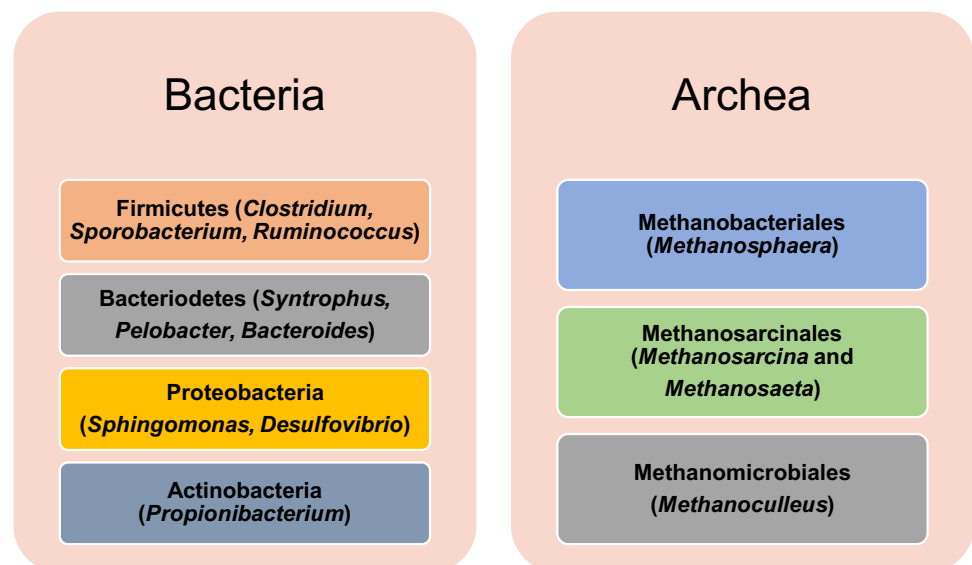 Bacteria
Firmicutes (Clostridium,
Sporobacterium, Ruminococcus)
Bacteriodetes (Syntrophus,
Pelobacter, Bacteroides)
Proteobacteria
(Sphingomonas, Desulfovibrio)
Actinobacteria
(Propionibacterium)
Archea
Methanobacteriales
(Methanosphaera)
Methanosarcinales
(Methanosarcina and
Methanosaeta)
Methanomicrobiales
(Methanoculleus)